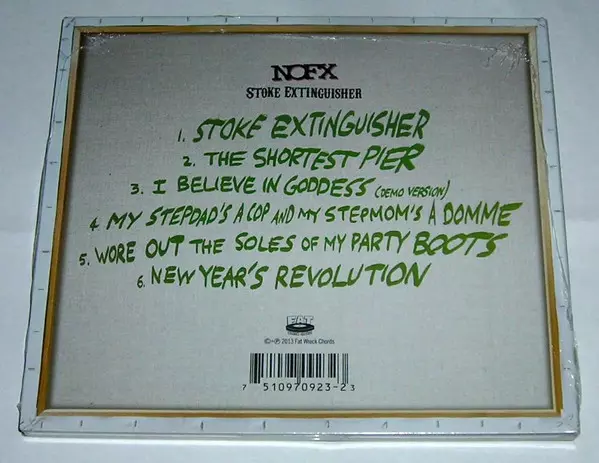 NOFX
STOKE EXTINGUISHER
1. STOKE EXTINGUISHER
2. THE SHORTEST PIER
3. I BELIEVE IN GODDESS (DEMO VERSION)
4. MY STEPDAD'S A COP AND MY STEPMOM'S A DOMME
5. WORE OUT THE SOLES OF MY PARTY BOOTS
6. NEW YEAR'S REVOLUTION
FAT
©+℗ 2013 Fat Wreck Chords
7 510970923-2 3